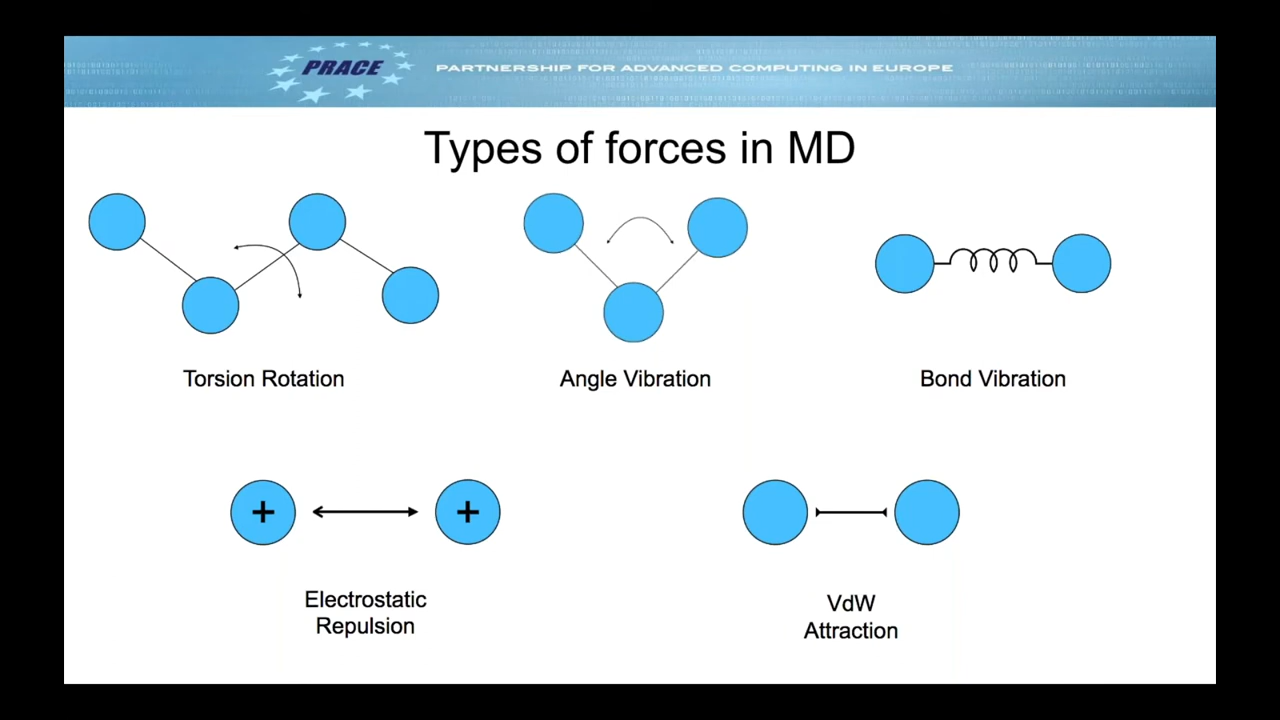 PRACE
PARTNERSHIP FOR ADVANCED COMPUTING IN EUROPE
Types of forces in MD
Torsion Rotation
Angle Vibration
Bond Vibration
+
+
Electrostatic
Repulsion
VdW
Attraction